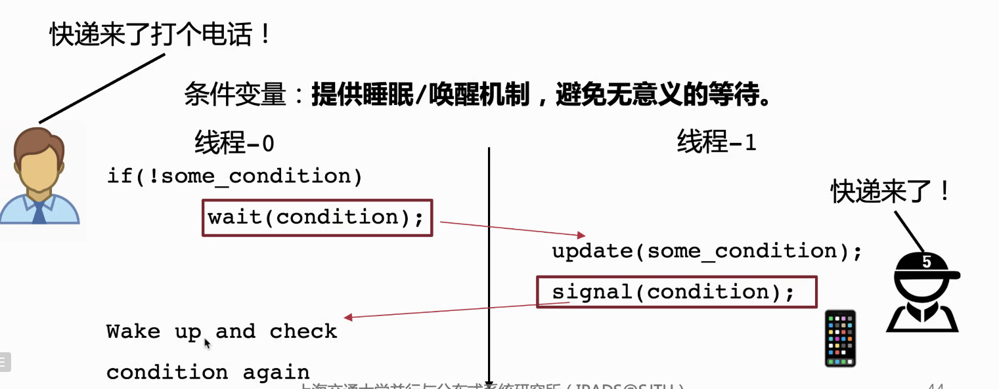 快递来了打个电话！
条件变量：提供睡眠/唤醒机制，避免无意义的等待。
线程-0
线程-1
if(!some_condition)
快递来了！
wait(condition);
update(some_condition);
5
signal(condition);
Wake up and check
condition again
上海交通大学并行与分布式系统研究所（IPADS@SJTU）
44